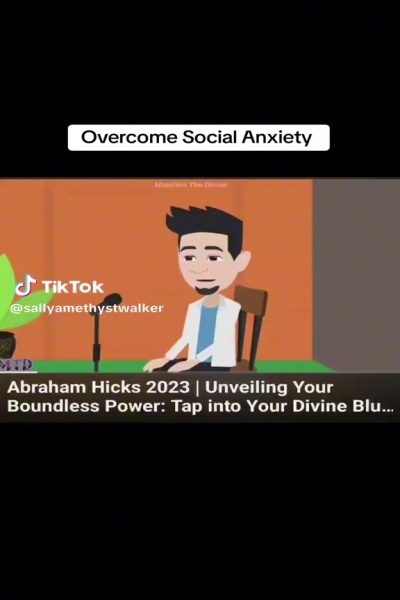 Overcome Social Anxiety
Manifest The Divine
TikTok
@sallyamethystwalker
MTD
Abraham Hicks 2023 | Unveiling Your
Boundless Power: Tap into Your Divine Blu...